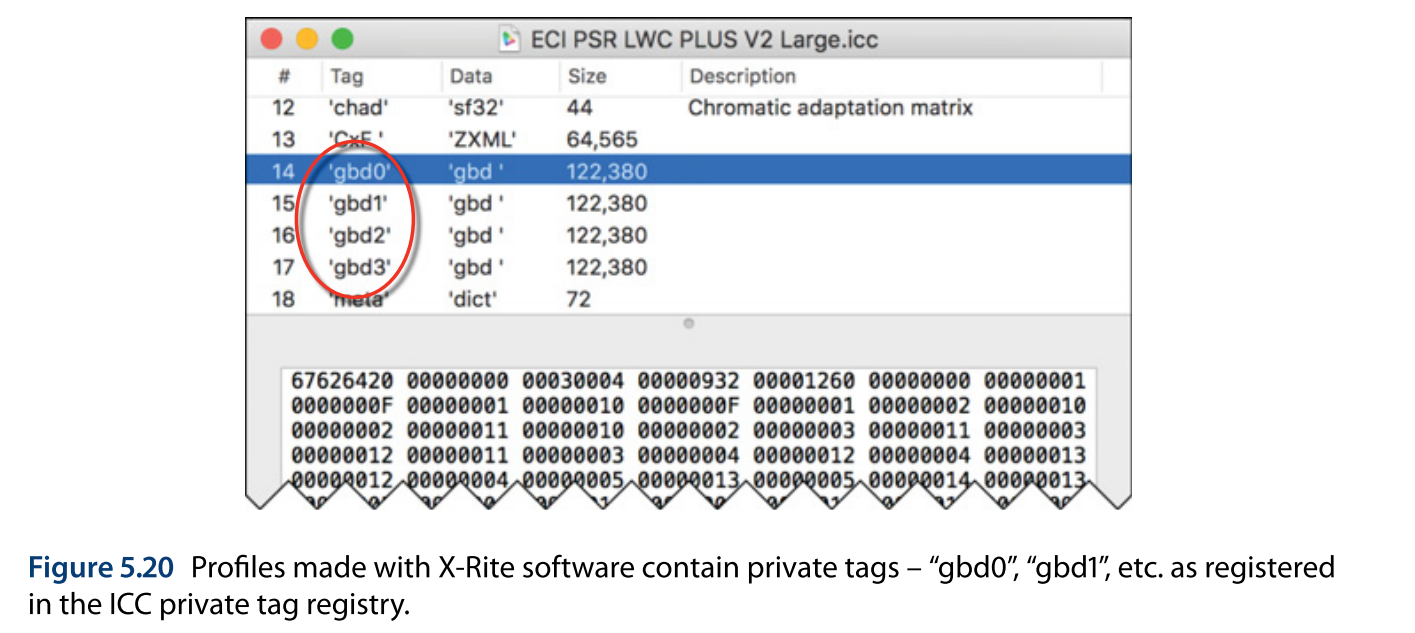 ECI PSR LWC PLUS V2 Large.icc
# Tag Data Size Description
12 'chad' 'sf32' 44 Chromatic adaptation matrix
13 'CxF ' 'ZXML' 64,565
14 'gbd0' 'gbd ' 122,380
15 'gbd1' 'gbd ' 122,380
16 'gbd2' 'gbd ' 122,380
17 'gbd3' 'gbd ' 122,380
18 'meta' 'dict' 72
67626420 00000000 00030004 00000932 00001260 00000000 00000001
0000000F 00000001 00000010 0000000F 00000001 00000002 00000010
00000002 00000011 00000010 00000002 00000003 00000011 00000003
00000012 00000011 00000003 00000004 00000012 00000004 00000013
00000012 00000004 00000005 00000013 00000005 00000014 00000013
Figure 5.20 Profiles made with X-Rite software contain private tags – “gbd0”, “gbd1”, etc. as registered
in the ICC private tag registry.